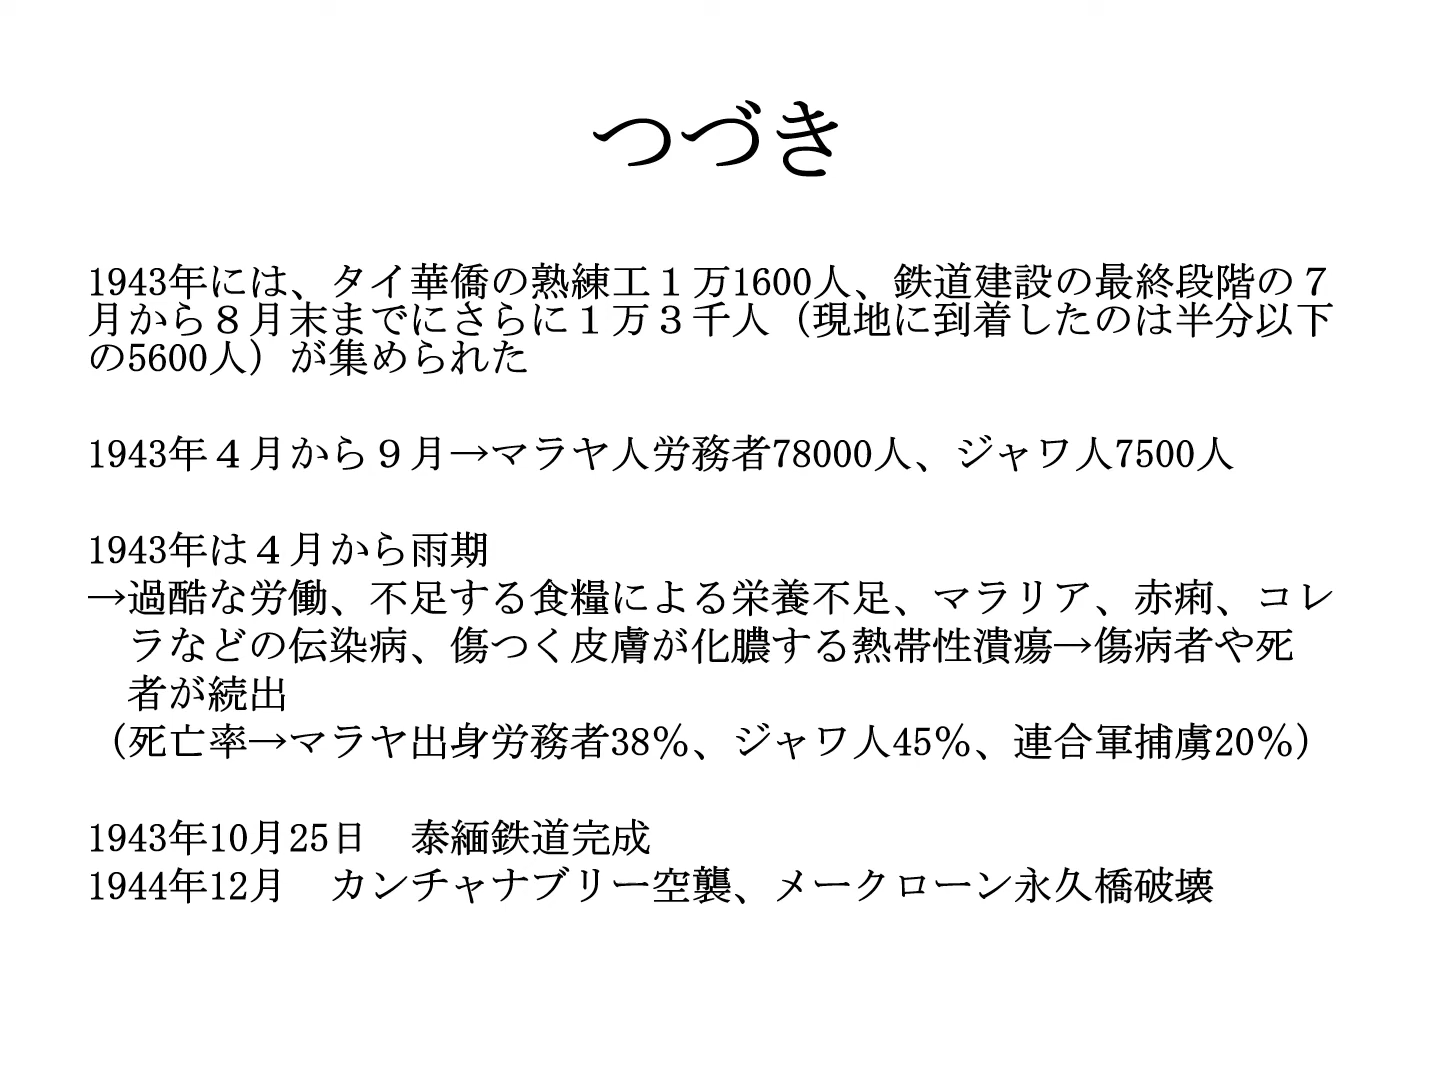 つづき
1943年には、タイ華僑の熟練工１万1600人、鉄道建設の最終段階の７
月から８月末までにさらに１万３千人（現地に到着したのは半分以下
の5600人）が集められた
1943年４月から９月→マラヤ人労務者78000人、ジャワ人7500人
1943年は４月から雨期
→過酷な労働、不足する食糧による栄養不足、マラリア、赤痢、コレ
ラなどの伝染病、傷つく皮膚が化膿する熱帯性潰瘍→傷病者や死
者が続出
（死亡率→マラヤ出身労務者38％、ジャワ人45％、連合軍捕虜20％）
1943年10月25日　泰緬鉄道完成
1944年12月　カンチャナブリー空襲、メークローン永久橋破壊